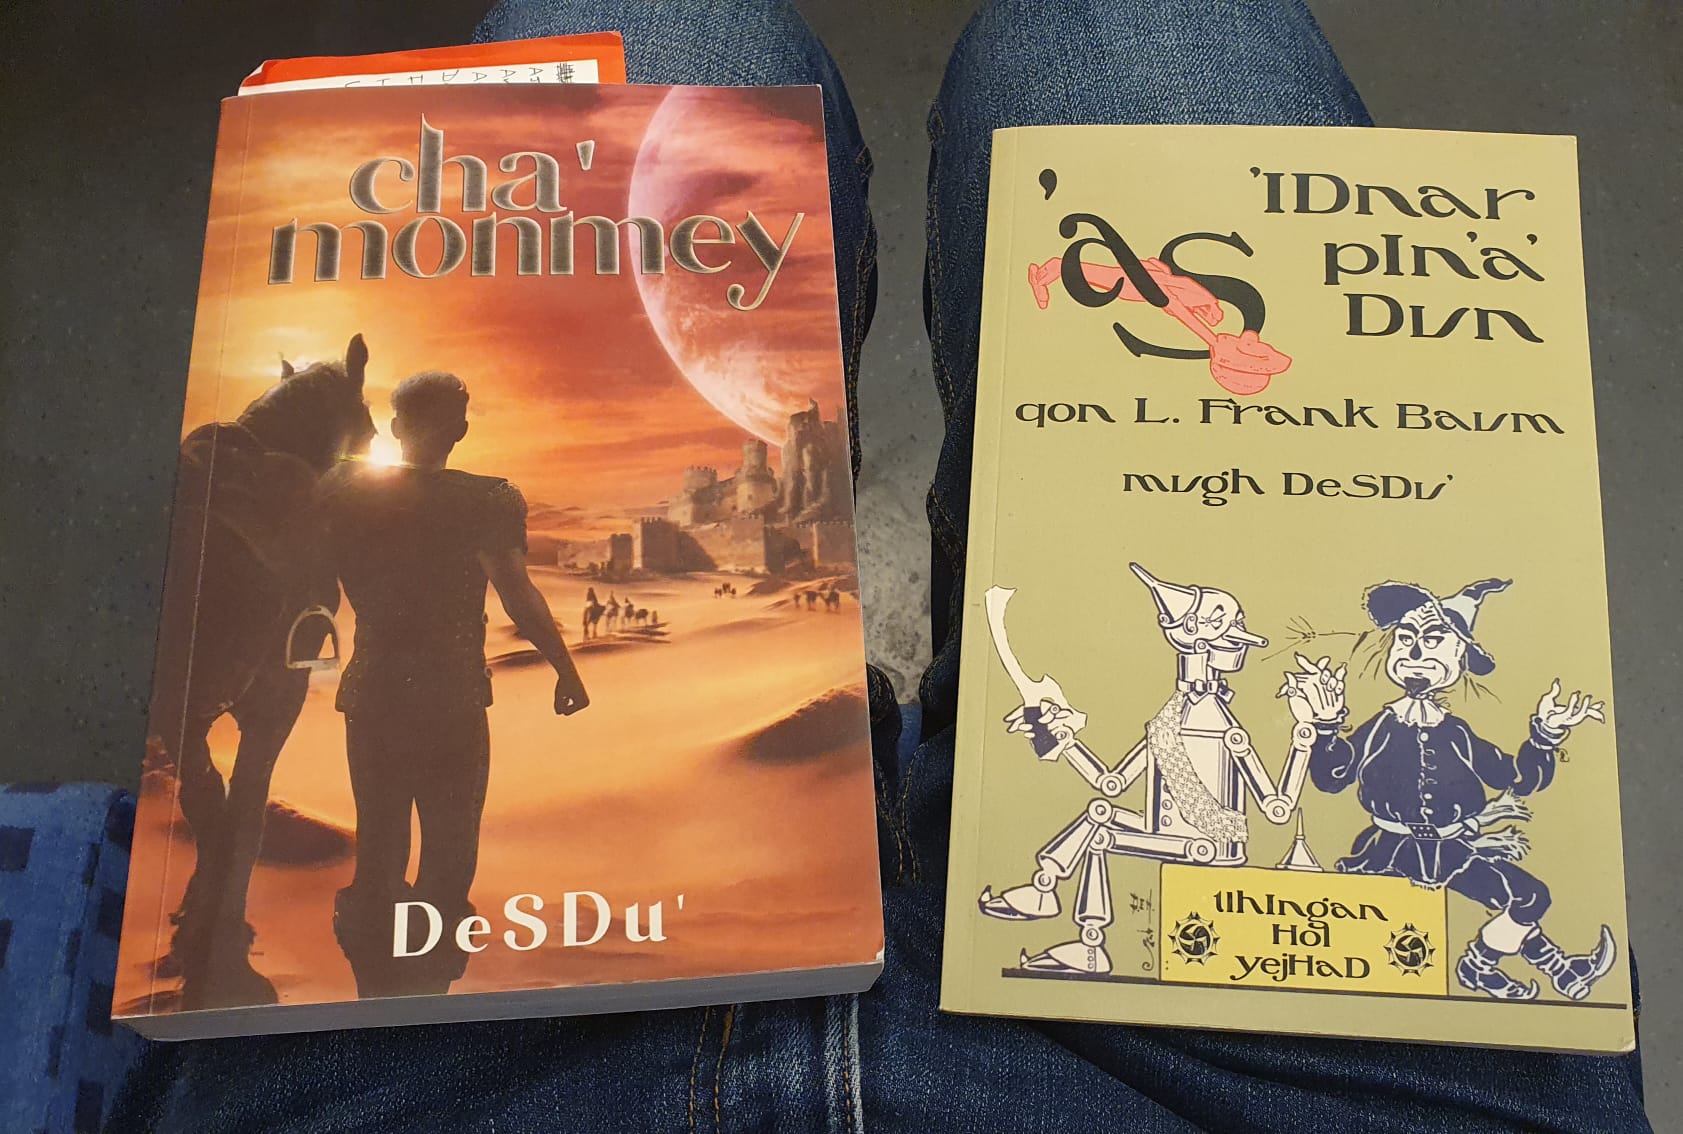 cha'
monmey
DeSDu'
'aS
'IDnar
pIn'a'
Dun
qon L. Frank Baum
mugh DeSDu'
tlhIngan
Hol
yejHaD